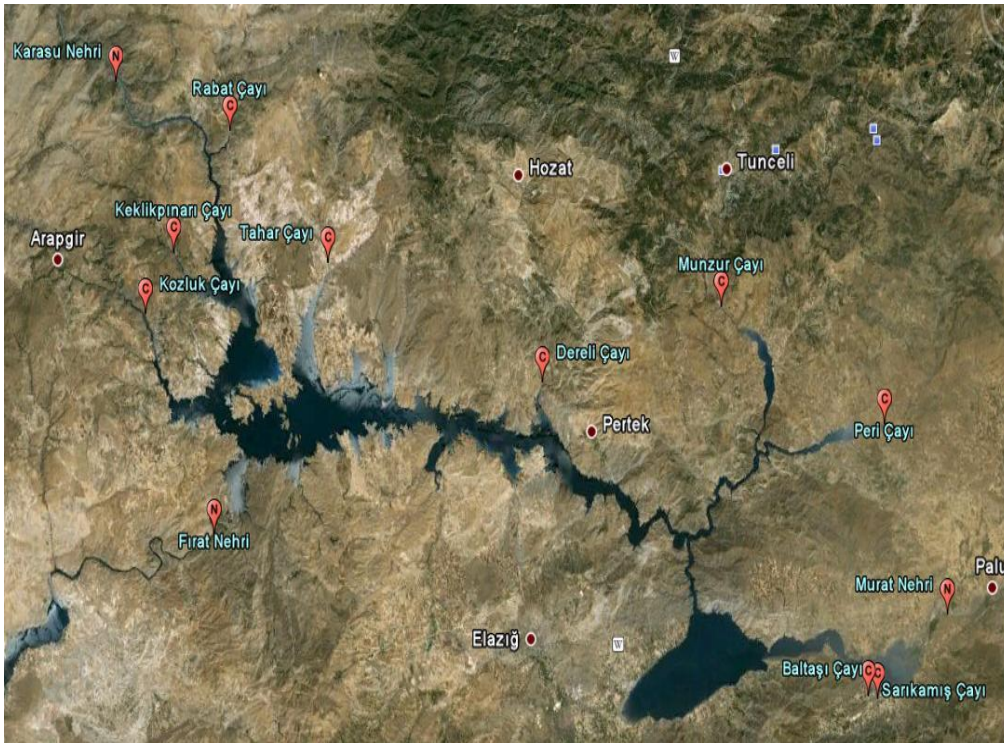 Karasu Nehri
N
Rabat Çayı
C
W
Hozat
Tunceli
Keklikpınarı Çayı
C
Tahar Çayı
C
Arapgir
Munzur Çayı
C
Kozluk Çayı
C
Dereli Çayı
C
Pertek
Peri Çayı
C
N
Fırat Nehri
Murat Nehri
N
Palu
Elazığ
W
Baltaşı Çayı
C
C
Sarıkamış Çayı